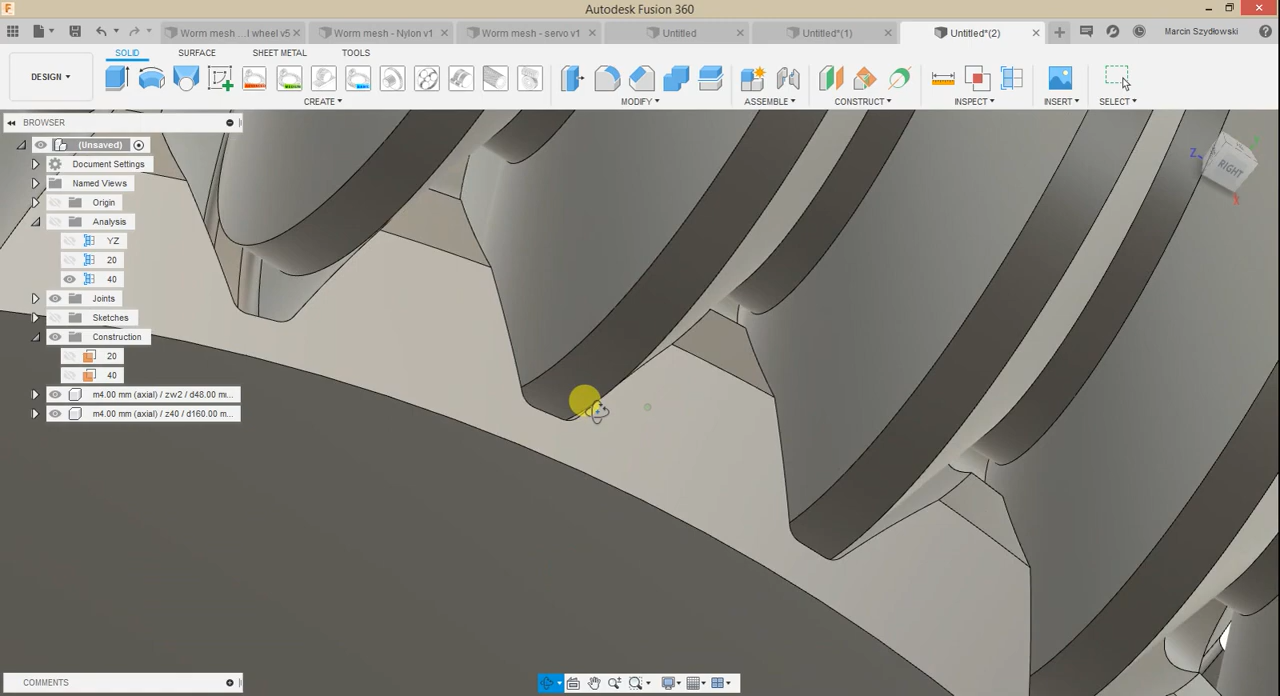 Autodesk Fusion 360
Worm mesh ...l wheel v5
Worm mesh - Nylon v1
Worm mesh - servo v1
Untitled
Untitled*(1)
Untitled*(2)
Marcin Szydłowski
SOLID
SURFACE
SHEET METAL
TOOLS
DESIGN
CREATE
MODIFY
ASSEMBLE
CONSTRUCT
INSPECT
INSERT
SELECT
BROWSER
(Unsaved)
Document Settings
Named Views
Origin
Analysis
YZ
20
40
Joints
Sketches
Construction
20
40
m4.00 mm (axial) / zw2 / d48.00 m...
m4.00 mm (axial) / z40 / d160.00 m...
Z
Y
RIGHT
X
COMMENTS